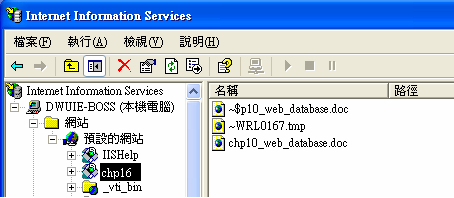 Internet Information Services
檔案(F) 執行(A) 檢視(V) 說明(H)
Internet Information Services
DWUIE-BOSS (本機電腦)
網站
預設的網站
IISHelp
chp16
_vti_bin
名稱 路徑
~$p10_web_database.doc
~WRL0167.tmp
chp10_web_database.doc